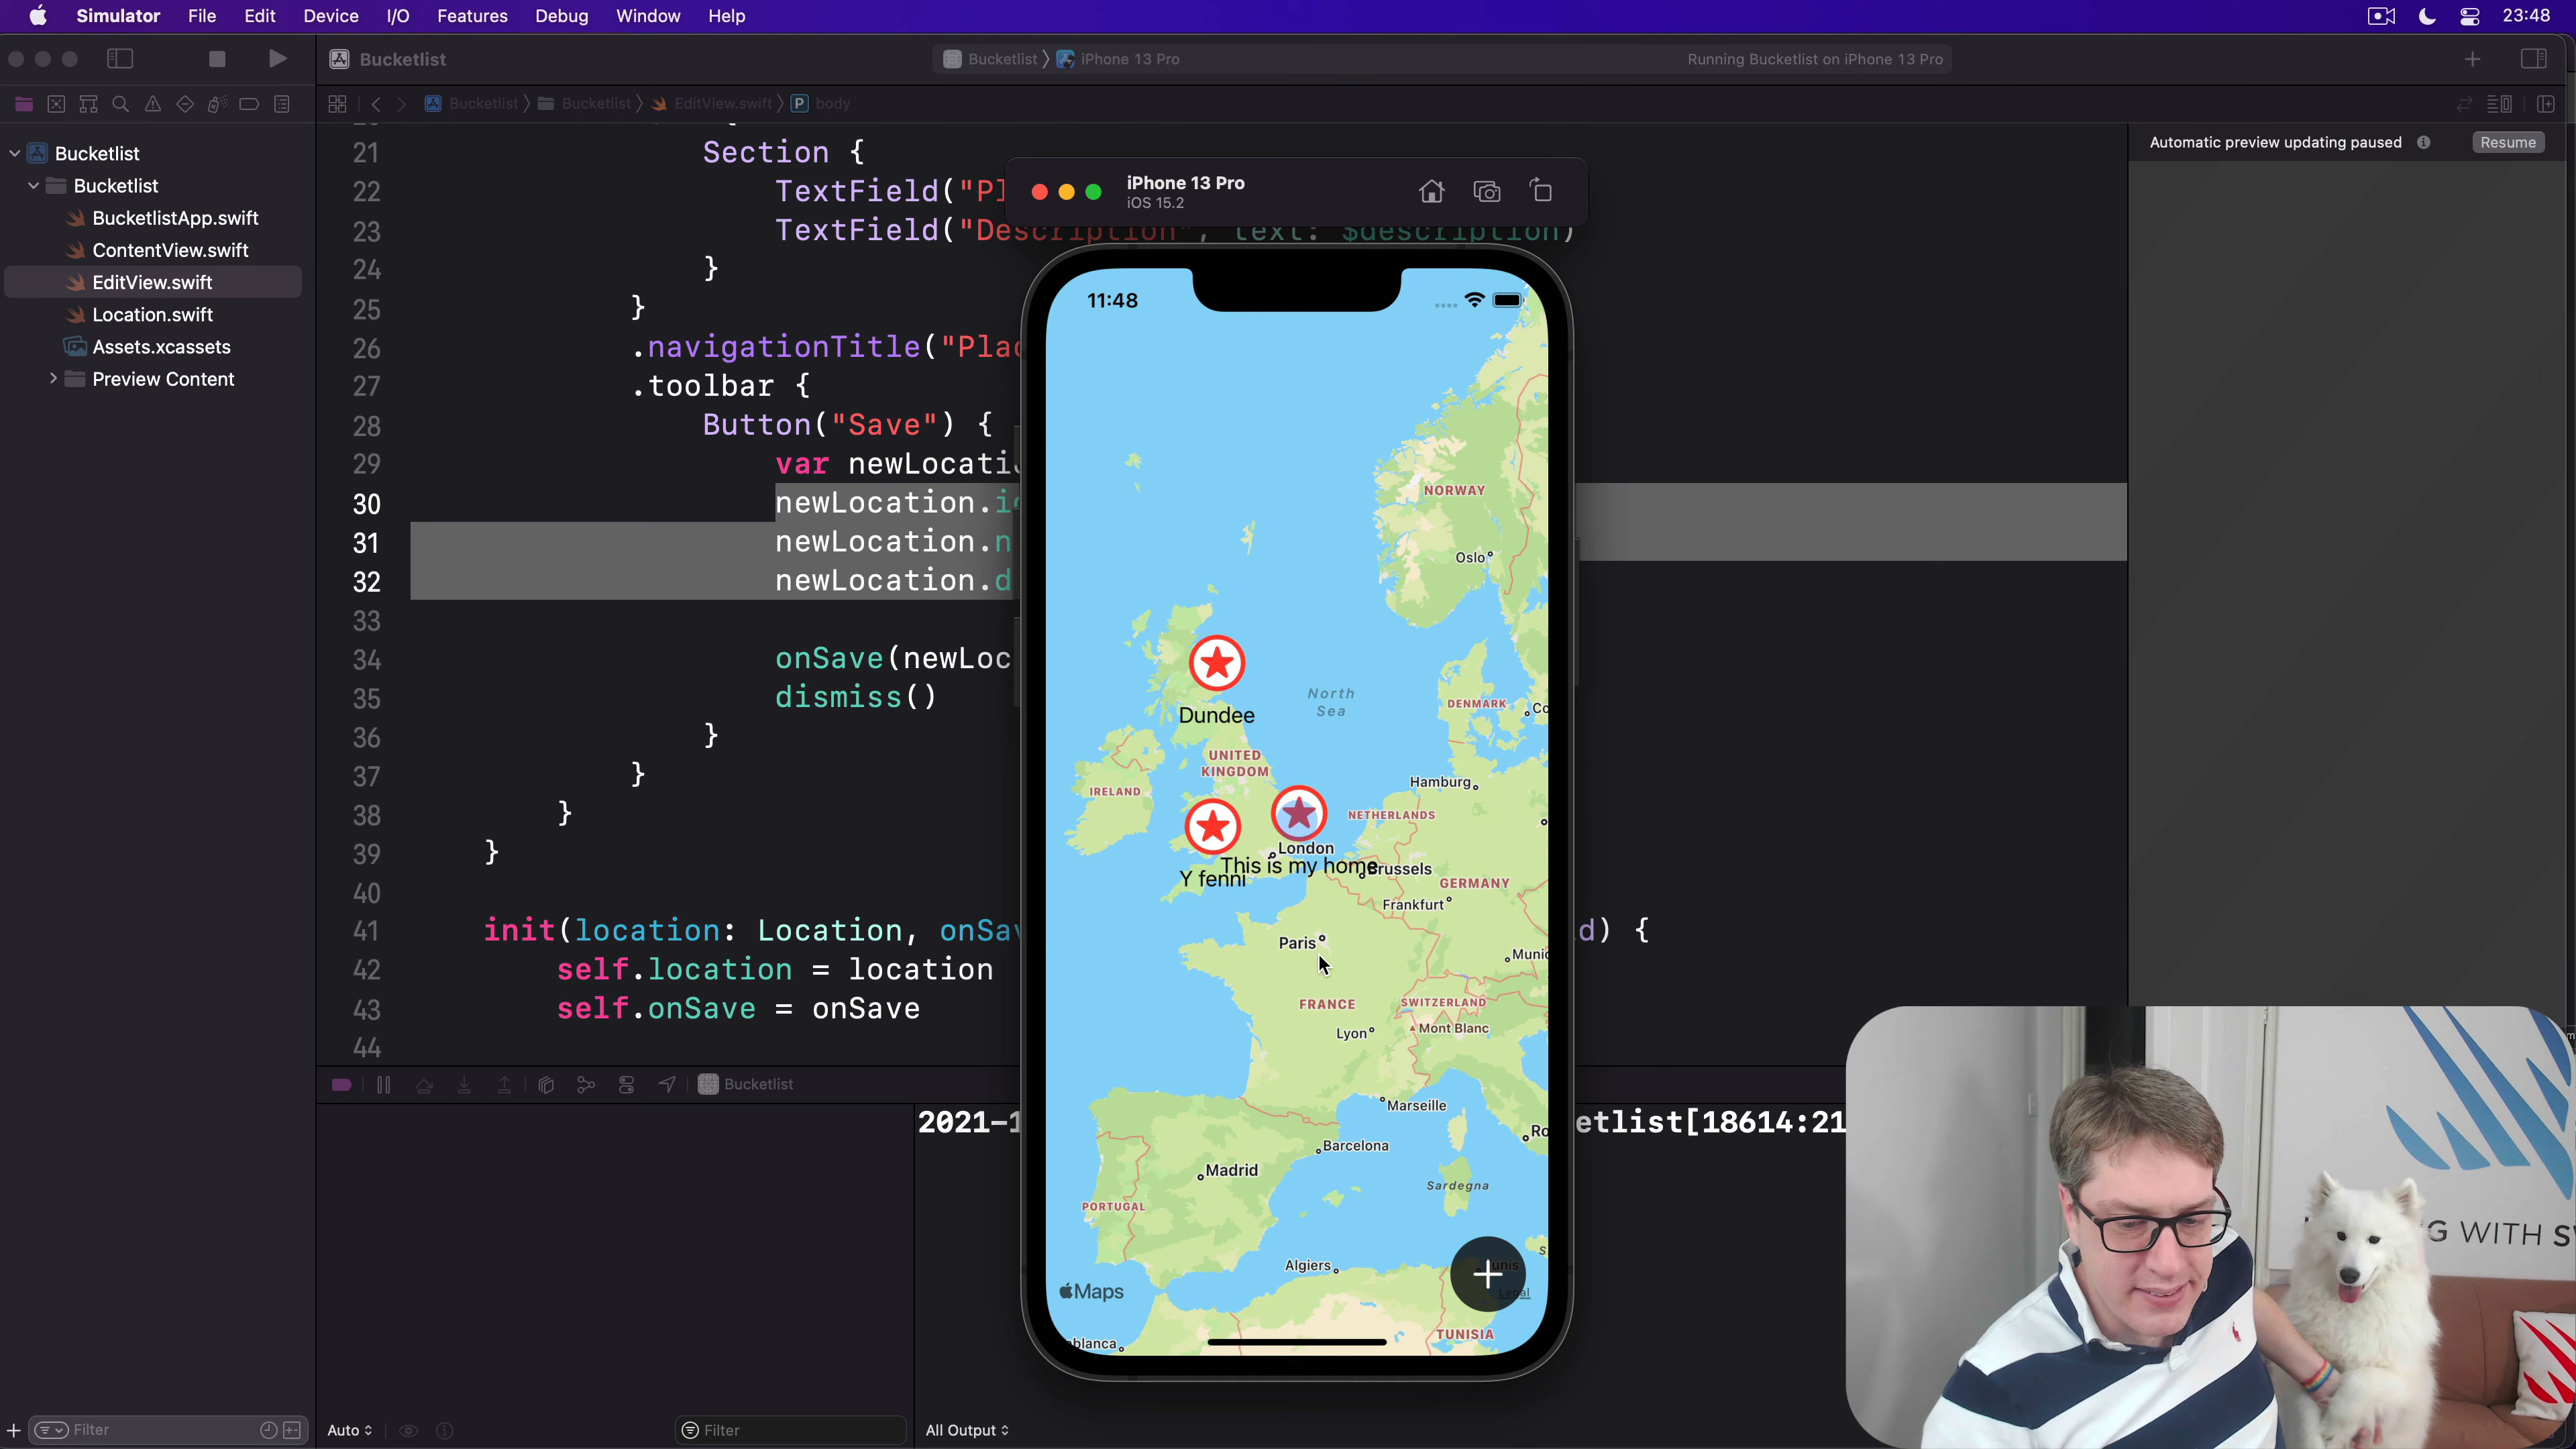 Simulator File Edit Device I/O Features Debug Window Help 23:48
Bucketlist Bucketlist iPhone 13 Pro Running Bucketlist on iPhone 13 Pro
Bucketlist Bucketlist EditView.swift P body
Automatic preview updating paused Resume
Bucketlist
Bucketlist
BucketlistApp.swift
ContentView.swift
EditView.swift
Location.swift
Assets.xcassets
Preview Content
21 Section {
22 TextField("Pl
23 TextField("Description", text: $description)
24 }
25 }
26 .navigationTitle("Plac
27 .toolbar {
28 Button("Save") {
29 var newLocati
30 newLocation.i
31 newLocation.n
32 newLocation.d
33
34 onSave(newLoc
35 dismiss()
36 }
37 }
38 }
39 }
40
41 init(location: Location, onSav d) {
42 self.location = location
43 self.onSave = onSave
44
iPhone 13 Pro
iOS 15.2
11:48
NORWAY
Oslo
North
Sea
DENMARK
Co
Dundee
UNITED
KINGDOM
IRELAND
Hamburg
NETHERLANDS
London
This is my home
Y fenni
Brussels
GERMANY
Frankfurt
Paris
Munic
FRANCE
SWITZERLAND
Lyon
Mont Blanc
Marseille
Barcelona
Ro
Madrid
Sardegna
PORTUGAL
Algiers
unis
Maps
Legal
TUNISIA
blanca
Bucketlist
2021-1 etlist[18614:21
G WITH S
Filter
Auto
Filter
All Output